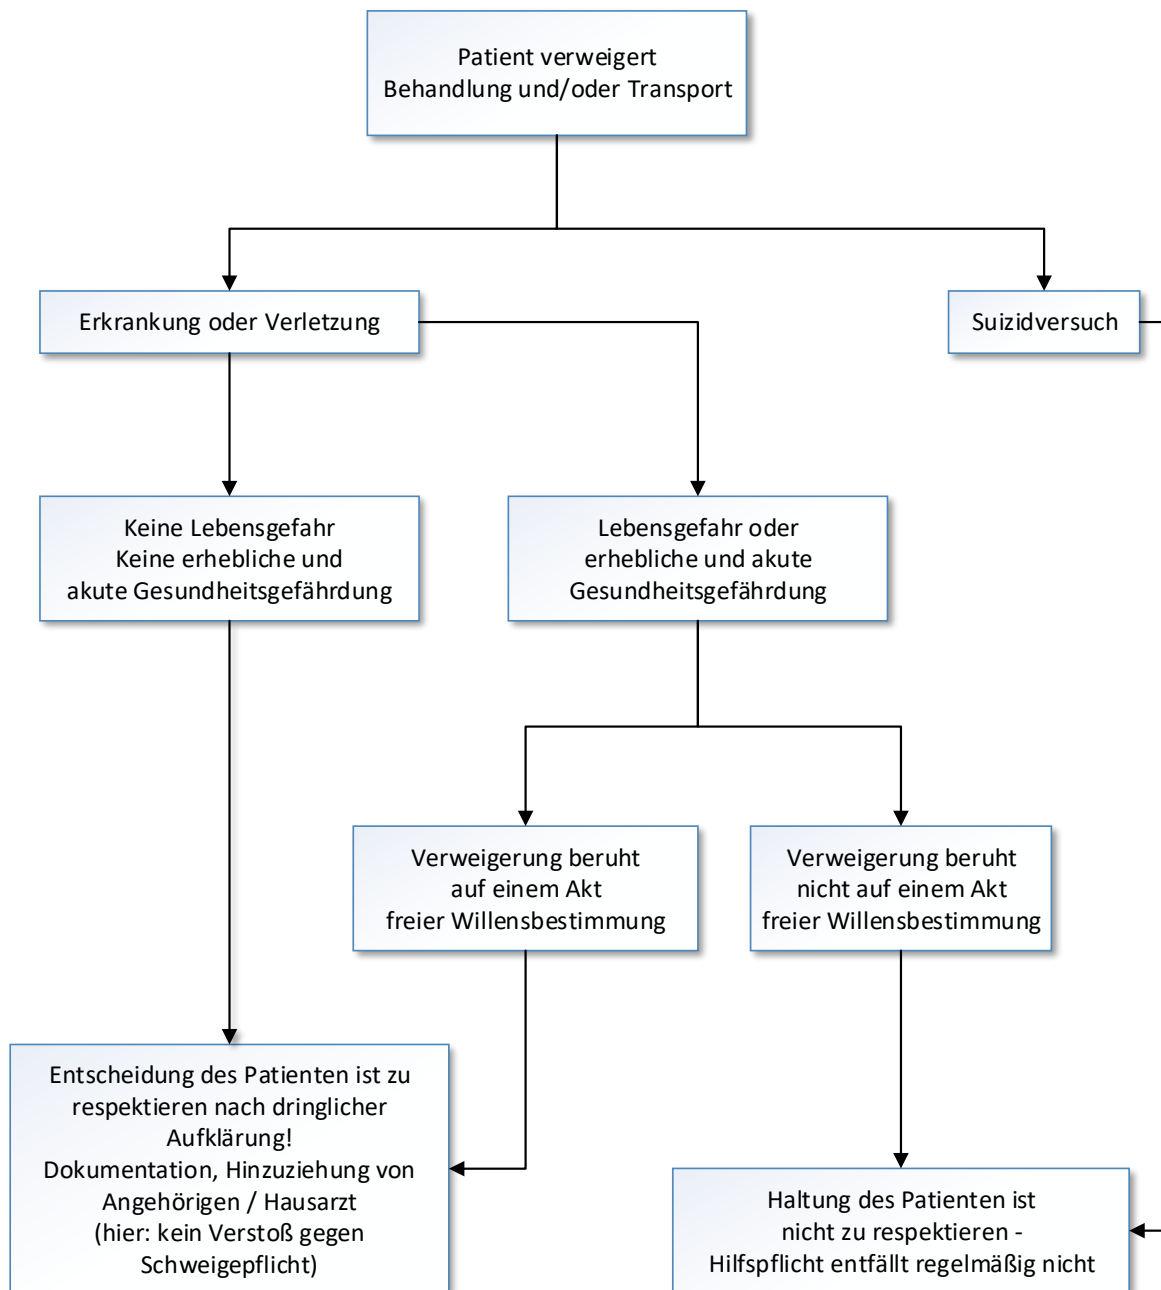 Patient verweigert
Behandlung und/oder Transport
Erkrankung oder Verletzung
Suizidversuch
Keine Lebensgefahr
Keine erhebliche und
akute Gesundheitsgefährdung
Lebensgefahr oder
erhebliche und akute
Gesundheitsgefährdung
Verweigerung beruht
auf einem Akt
freier Willensbestimmung
Verweigerung beruht
nicht auf einem Akt
freier Willensbestimmung
Entscheidung des Patienten ist zu
respektieren nach dringlicher
Aufklärung!
Dokumentation, Hinzuziehung von
Angehörigen / Hausarzt
(hier: kein Verstoß gegen
Schweigepflicht)
Haltung des Patienten ist
nicht zu respektieren -
Hilfspflicht entfällt regelmäßig nicht